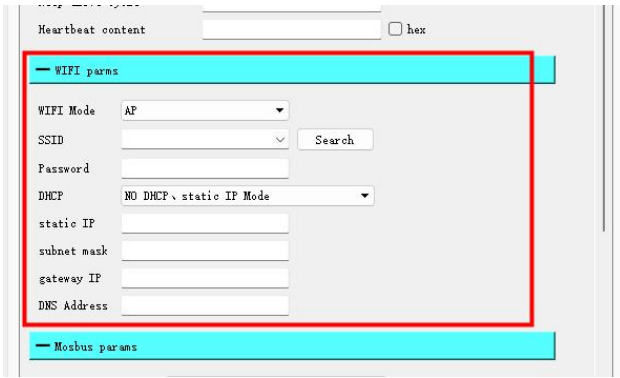 Heartbeat content hex
WIFI parms
WIFI Mode AP
SSID Search
Password
DHCP NO DHCP、static IP Mode
static IP
subnet mask
gateway IP
DNS Address
Mosbus params